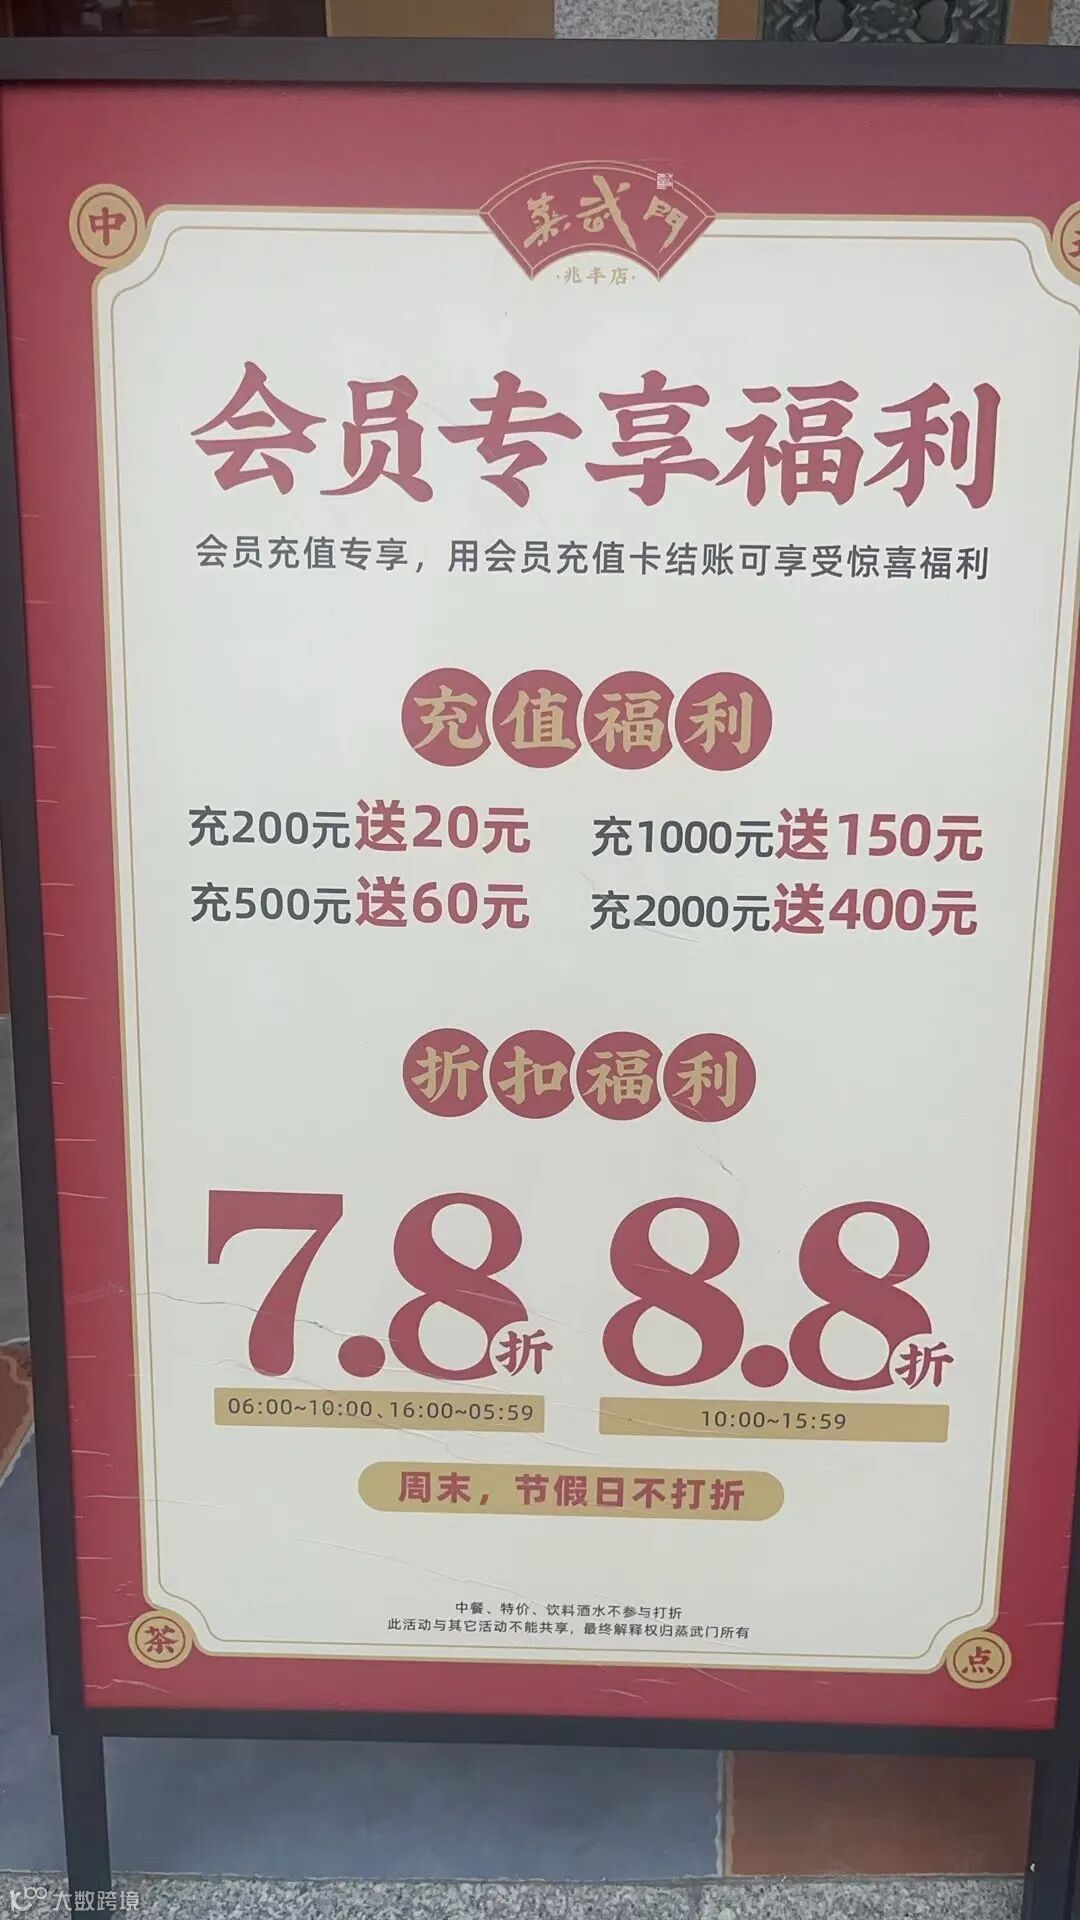 中
蒸武門
·兆丰店·
会员专享福利
会员充值专享，用会员充值卡结账可享受惊喜福利
充值福利
充200元送20元
充1000元送150元
充500元送60元
充2000元送400元
折扣福利
7.8折
8.8折
06:00~10:00、16:00~05:59
10:00~15:59
周末，节假日不打折
中餐、特价、饮料酒水不参与打折
此活动与其它活动不能共享，最终解释权归蒸武门所有
茶
点
大数跨境